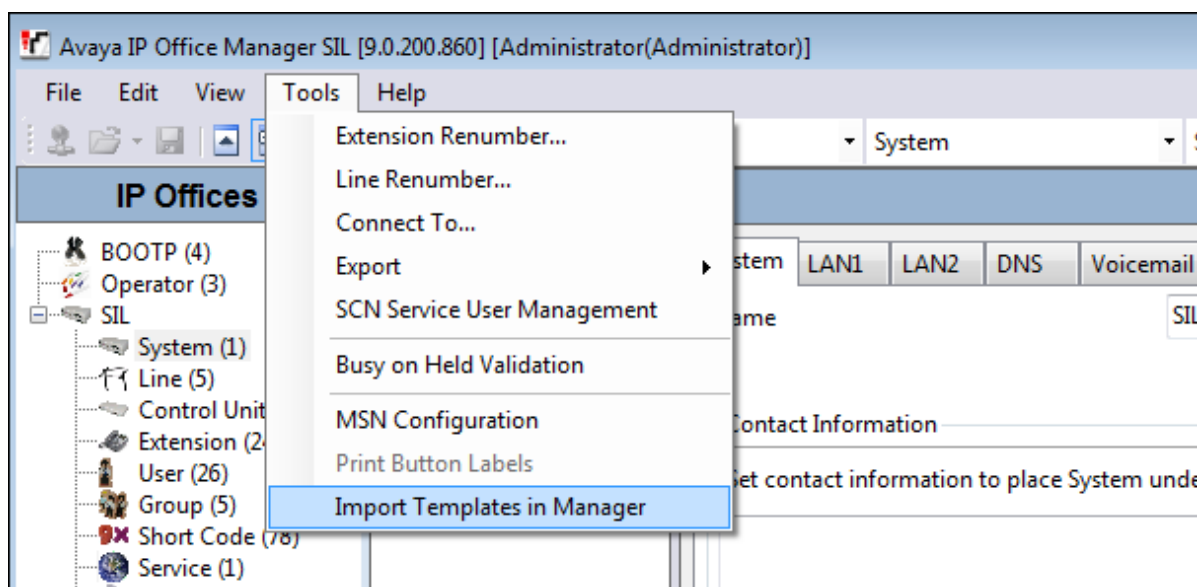 Avaya IP Office Manager SIL [9.0.200.860] [Administrator(Administrator)]
File Edit View Tools Help
Extension Renumber...
System
Line Renumber...
IP Offices
Connect To...
BOOTP (4)
Export
stem LAN1 LAN2 DNS Voicemail
Operator (3)
SCN Service User Management
SIL
ame
SIL
System (1)
Busy on Held Validation
Line (5)
Control Unit
MSN Configuration
Contact Information
Extension (2
Print Button Labels
User (26)
Set contact information to place System unde
Group (5)
Import Templates in Manager
Short Code (78)
Service (1)